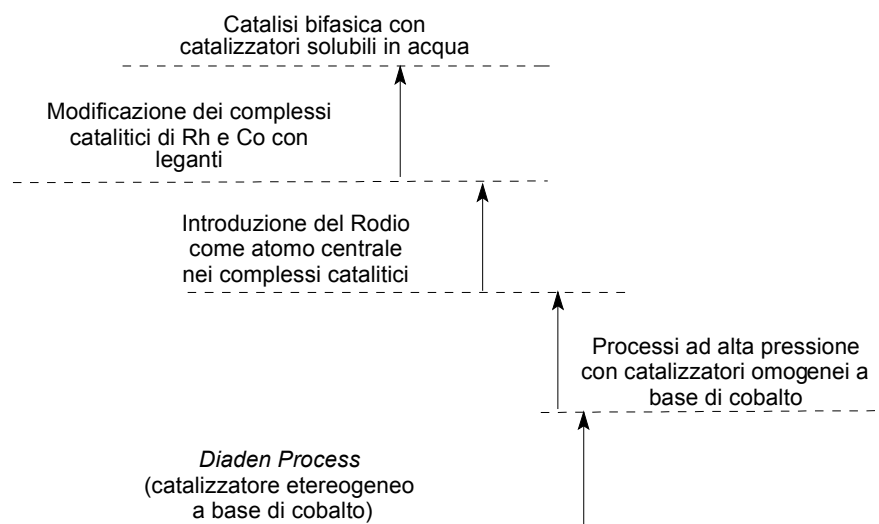 Catalisi bifasica con
catalizzatori solubili in acqua
Modificazione dei complessi
catalitici di Rh e Co con
leganti
Introduzione del Rodio
come atomo centrale
nei complessi catalitici
Processi ad alta pressione
con catalizzatori omogenei a
base di cobalto
Diaden Process
(catalizzatore etereogeneo
a base di cobalto)